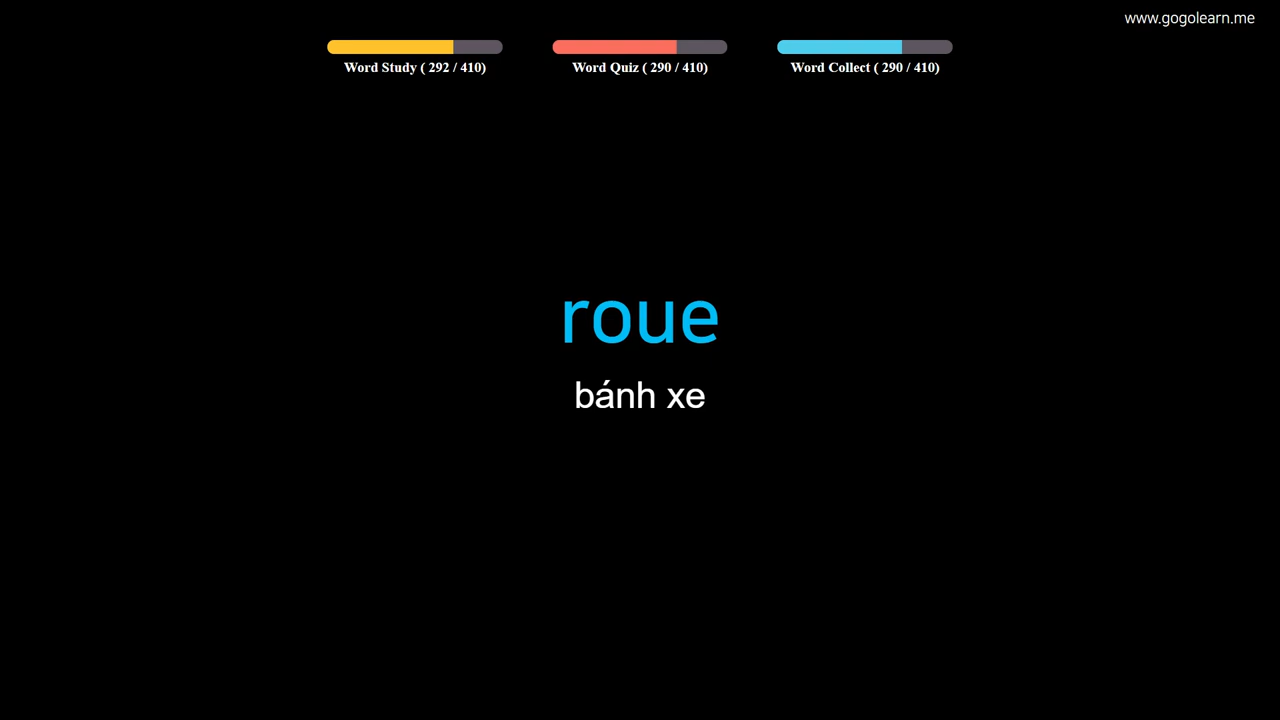 www.gogolearn.me
Word Study ( 292 / 410)
Word Quiz ( 290 / 410)
Word Collect ( 290 / 410)
roue
bánh xe